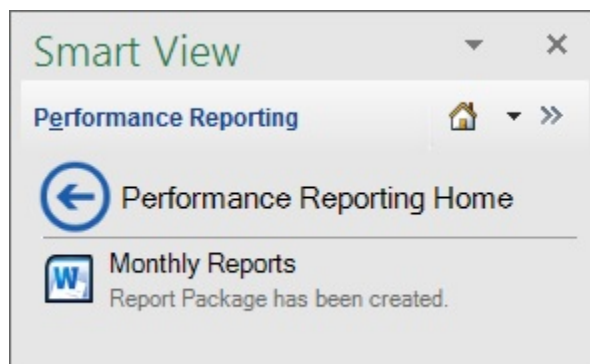 Smart View
Performance Reporting
Performance Reporting Home
Monthly Reports
Report Package has been created.